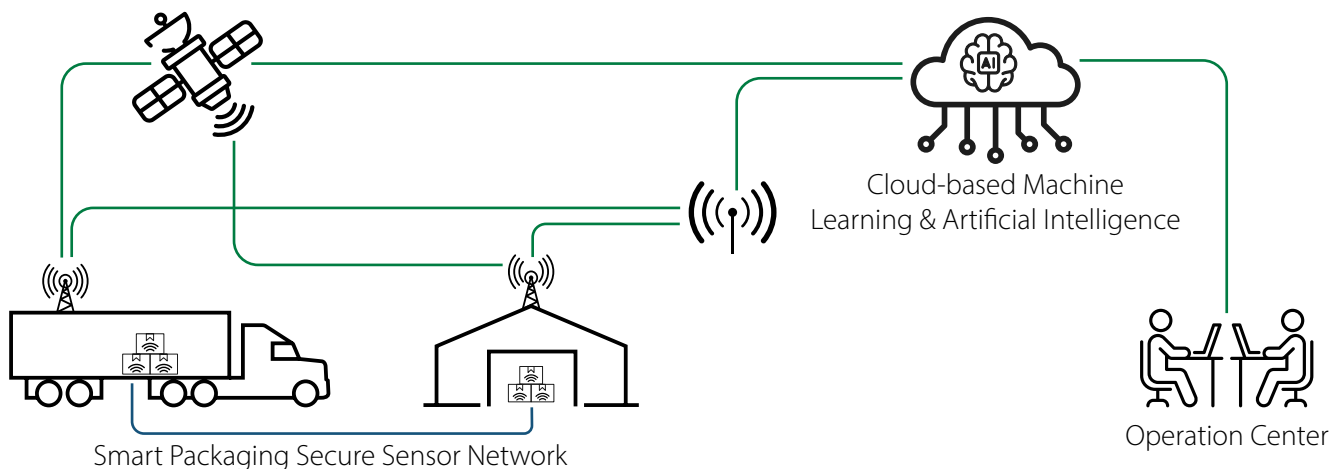 AI
Cloud-based Machine
Learning & Artificial Intelligence
Operation Center
Smart Packaging Secure Sensor Network